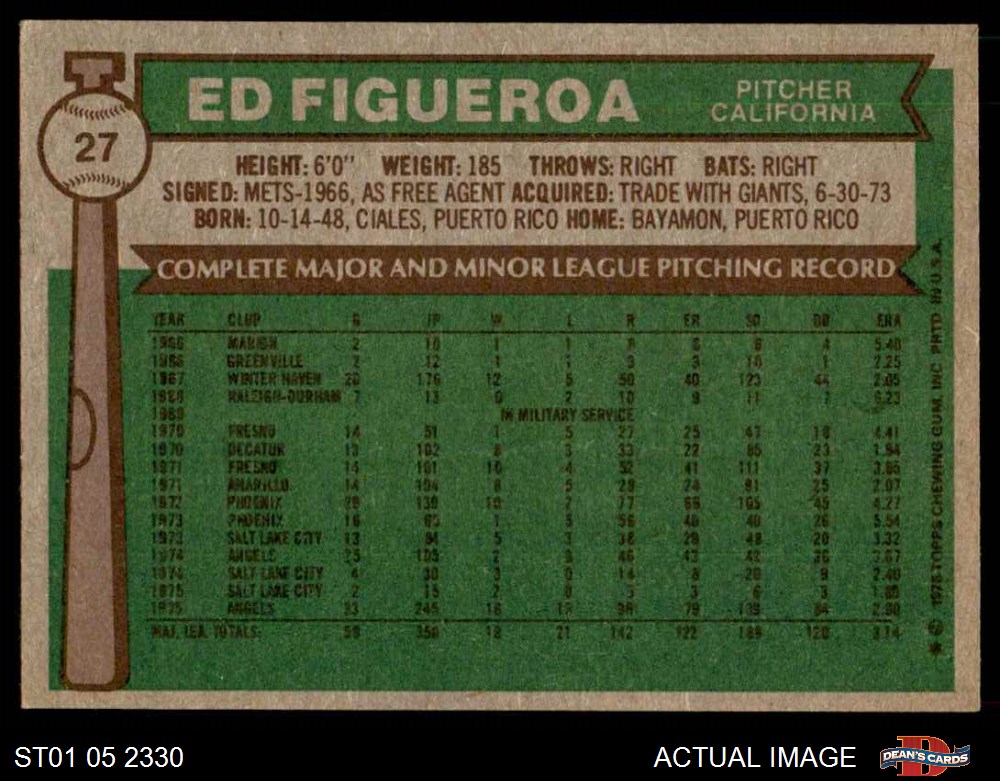 T
ED FIGUEROA
PITCHER
CALIFORNIA
27
HEIGHT: 6'0" WEIGHT: 185 THROWS: RIGHT BATS: RIGHT
SIGNED: METS-1966, AS FREE AGENT ACQUIRED: TRADE WITH GIANTS, 6-30-73
BORN: 10-14-48, CIALES, PUERTO RICO HOME: BAYAMON, PUERTO RICO
COMPLETE MAJOR AND MINOR LEAGUE PITCHING RECORD
YEAR CLUB G IP W L R ER SO BB ERA
1966 MARION 2 10 1 1 6 4 5.40
1966 GREENVILLE 2 12 1 1 3 3 10 1 2.25
1967 WINTER HAVEN 20 176 12 5 50 40 123 44 2.05
1968 RALEIGH-DURHAM 7 13 0 2 10 9 11 7 6.23
1969 IN MILITARY SERVICE
1970 FRESNO 14 51 1 5 27 25 47 18 4.41
1970 DECATUR 13 102 8 3 33 22 85 23 1.94
1971 FRESNO 14 101 10 4 52 41 111 37 3.65
1971 AMARILLO 14 104 8 5 29 24 91 25 2.07
1972 PHOENIX 29 139 10 7 77 66 105 45 4.27
1973 PHOENIX 16 1 5 56 40 40 26 5.54
1973 SALT LAKE CITY 13 84 5 3 29 48 20 3.32
1974 ANGELS 25 105 2 8 46 43 36 3.67
1974 SALT LAKE CITY 4 30 3 0 14 8 20 9 2.40
1975 SALT LAKE CITY 2 15 2 0 3 6 3 1.80
1975 ANGELS 33 245 16 13 79 139 84 2.90
MAJ. LEA. TOTALS: 58 350 18 21 142 122 189 120 3.14
© 1976 TOPPS CHEWING GUM, INC. PRTD IN U.S.A.
ST01 05 2330
ACTUAL IMAGE
D
DEAN'S CARDS